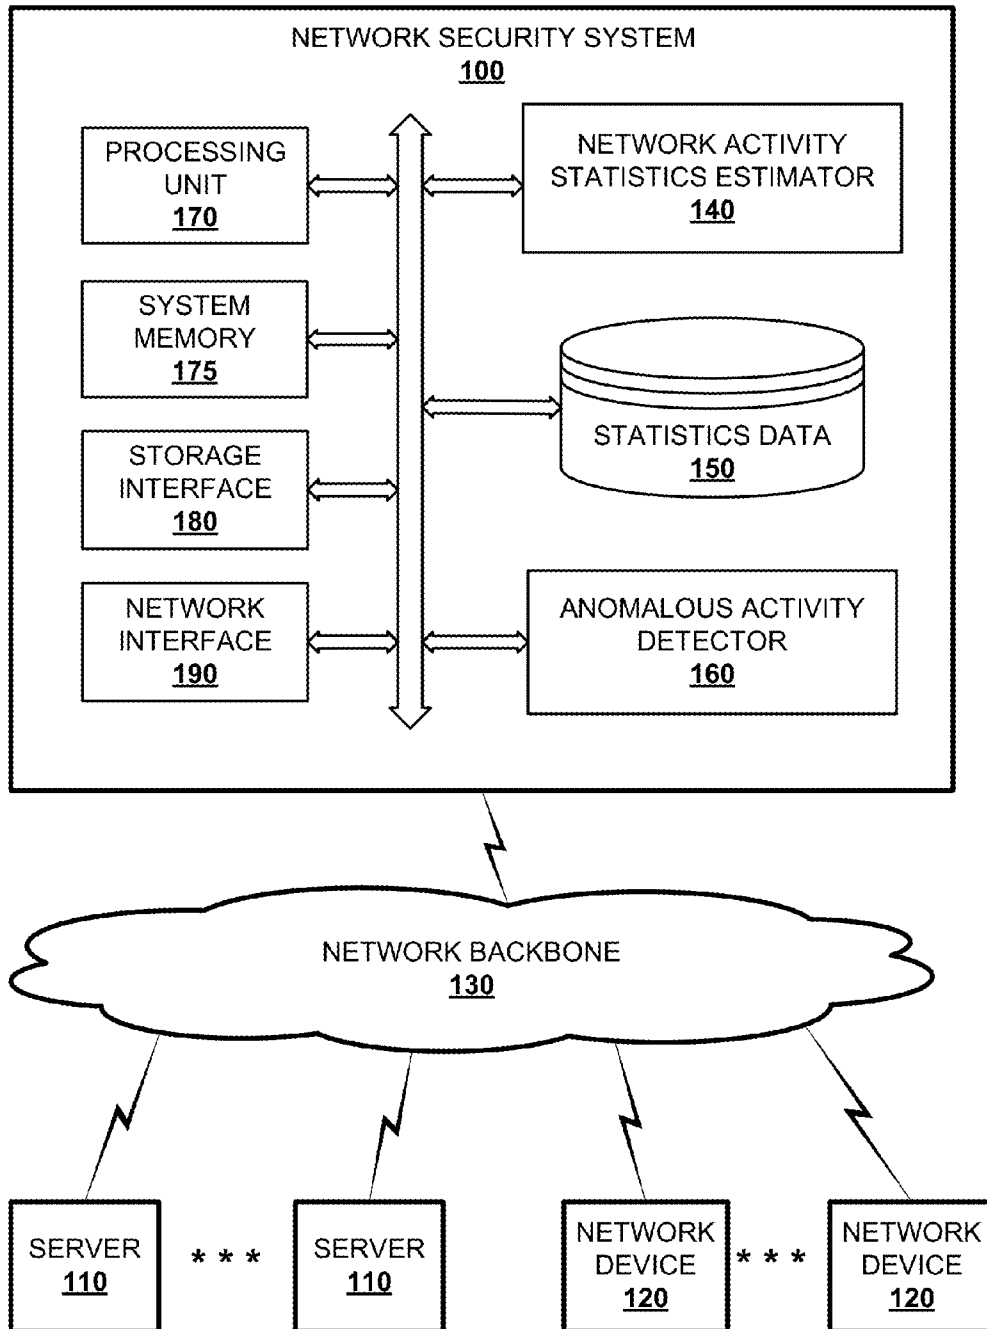 NETWORK SECURITY SYSTEM
100
PROCESSING
UNIT
170
NETWORK ACTIVITY
STATISTICS ESTIMATOR
140
SYSTEM
MEMORY
175
STATISTICS DATA
150
STORAGE
INTERFACE
180
NETWORK
INTERFACE
190
ANOMALOUS ACTIVITY
DETECTOR
160
NETWORK BACKBONE
130
SERVER
110
* * *
SERVER
110
NETWORK
DEVICE
120
* * *
NETWORK
DEVICE
120